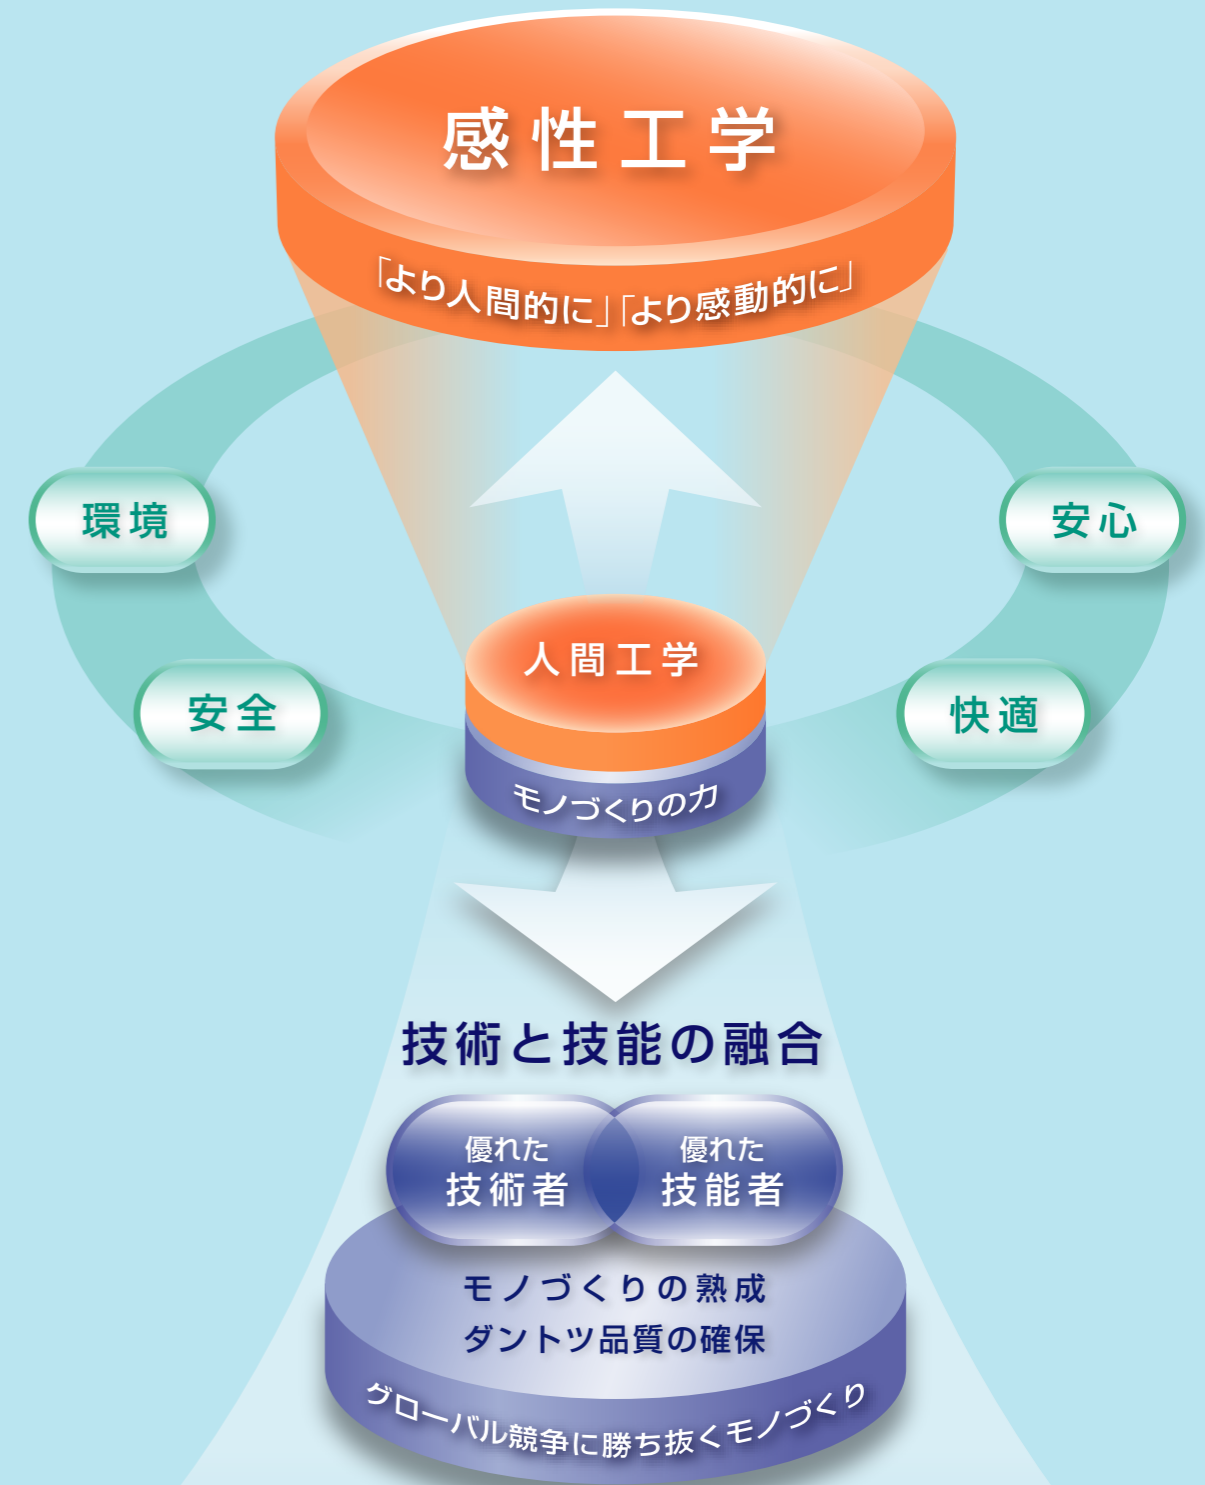 感性工学
「より人間的に」「より感動的に」
環境
安心
人間工学
安全
快適
モノづくりの力
技術と技能の融合
優れた
技術者
優れた
技能者
モノづくりの熟成
ダントツ品質の確保
グローバル競争に勝ち抜くモノづくり